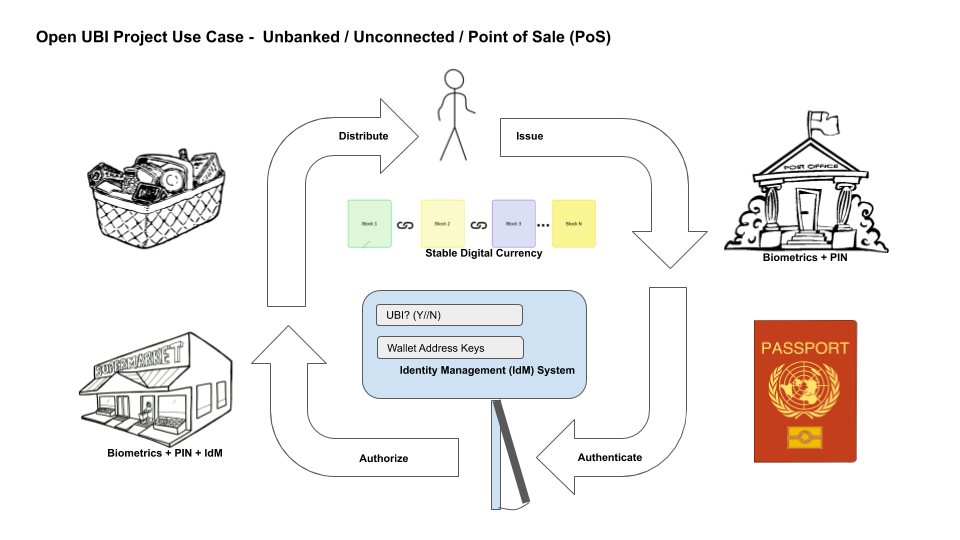 Open UBI Project Use Case - Unbanked / Unconnected / Point of Sale (PoS)
Distribute
Issue
POST OFFICE
Block 1
Block 2
Block 3
Block N
Stable Digital Currency
Biometrics + PIN
UBI? (Y//N)
Wallet Address Keys
Identity Management (IdM) System
SUPERMARKET
PASSPORT
Biometrics + PIN + IdM
Authorize
Authenticate